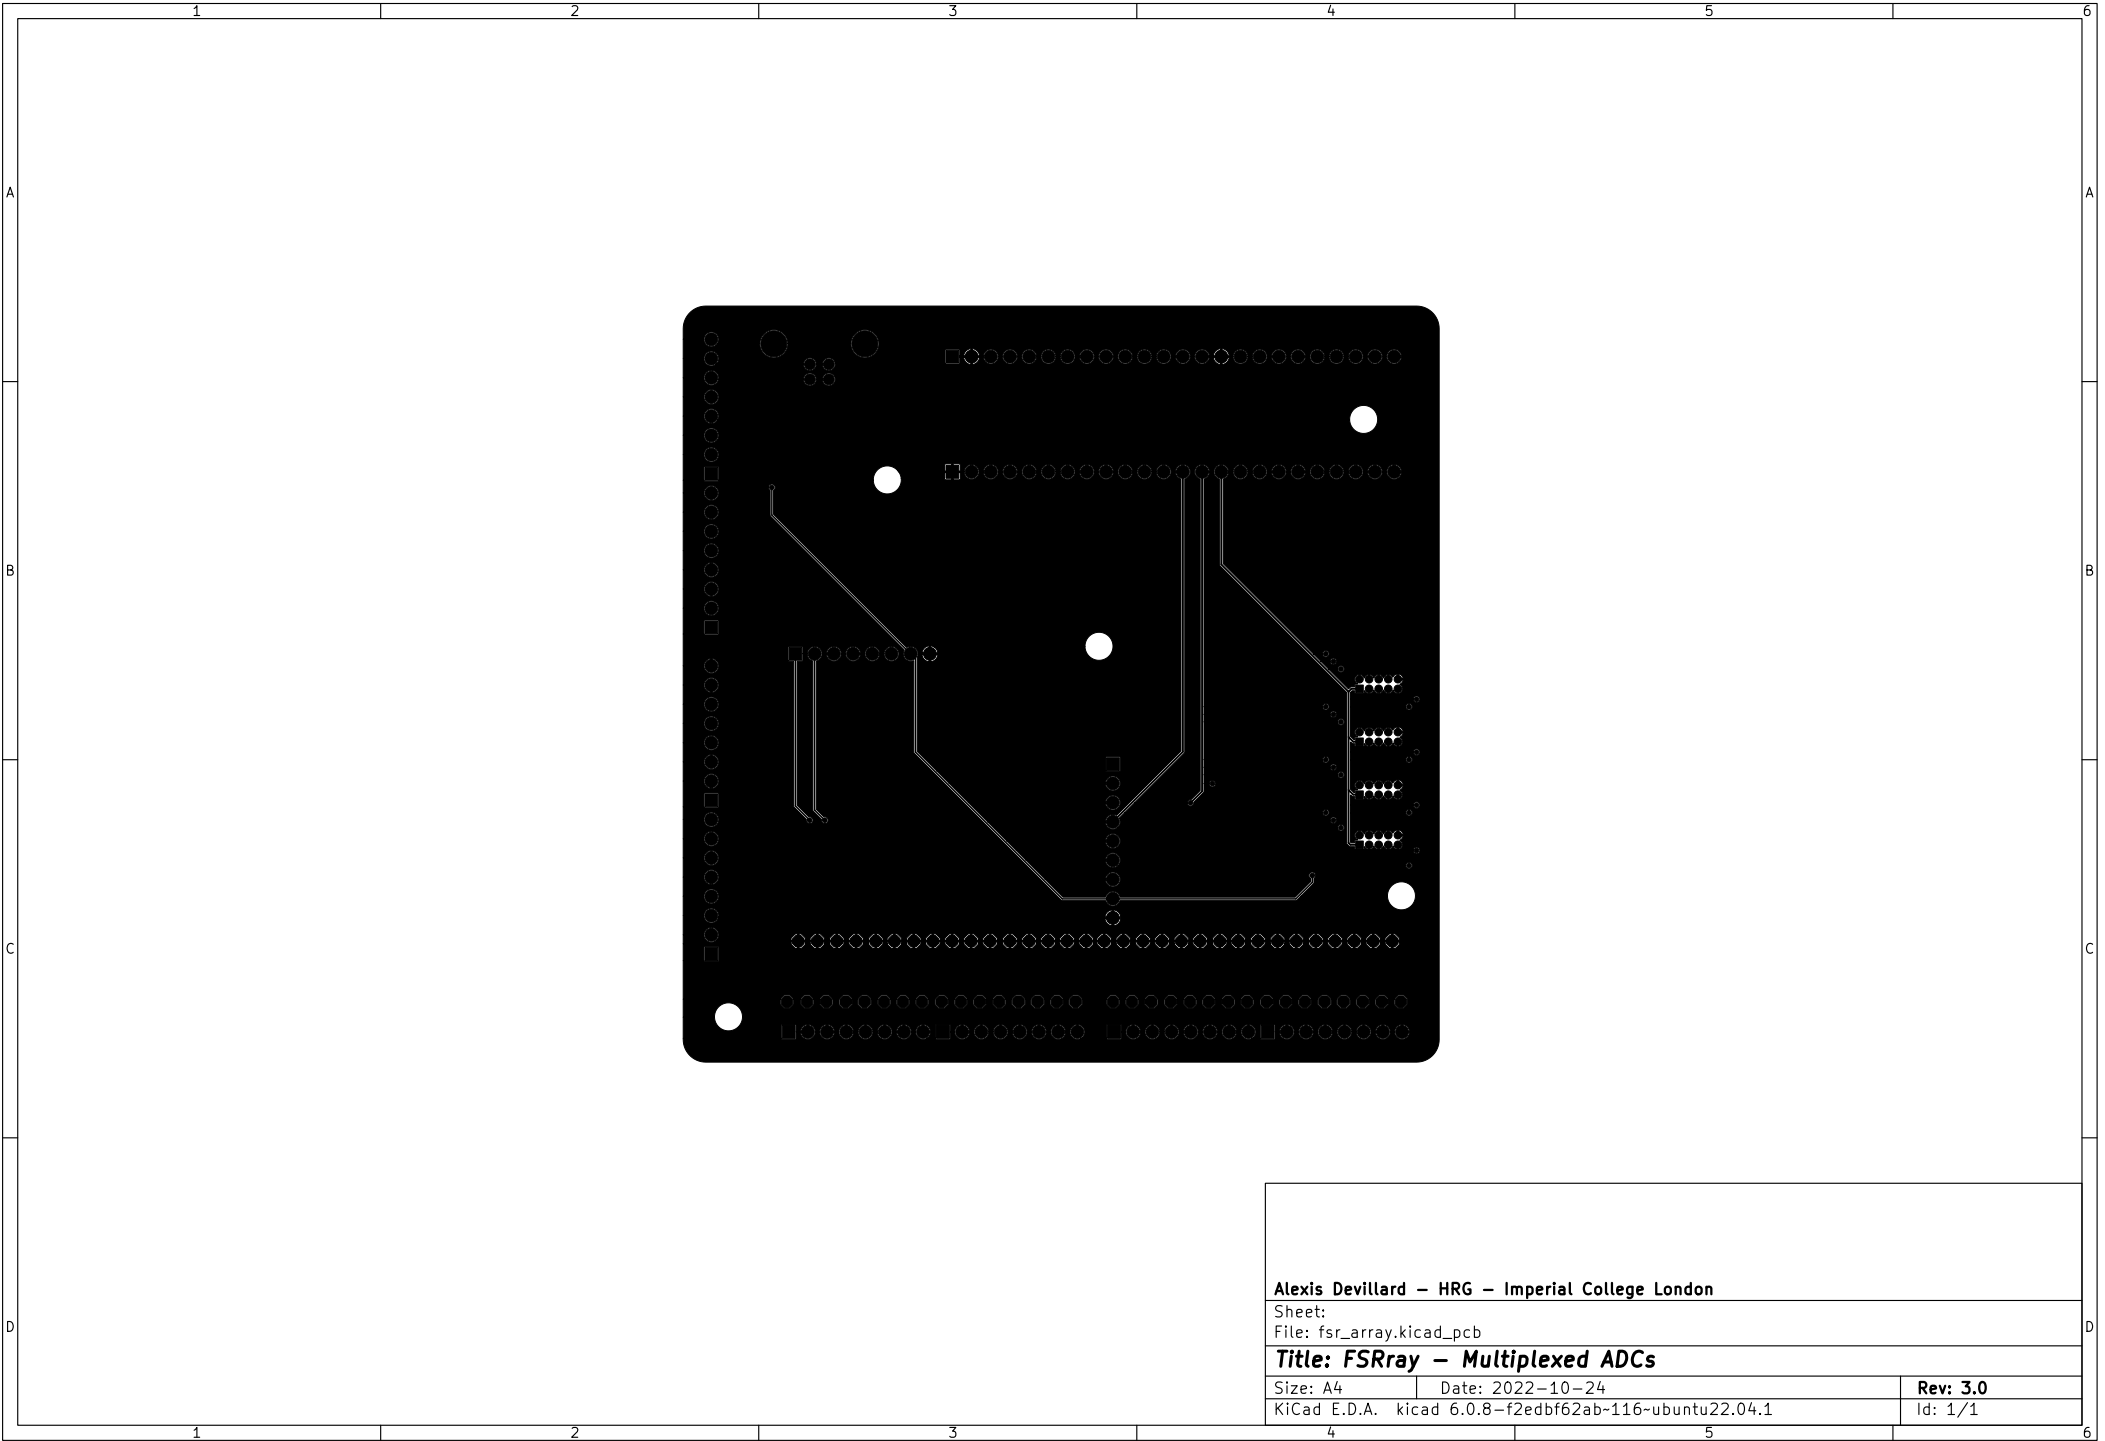 1 2 3 4 5 6
A A
B B
C C
Alexis Devillard – HRG – Imperial College London
Sheet:
D D
File: fsr_array.kicad_pcb
Title: FSRray – Multiplexed ADCs
Size: A4 Date: 2022–10–24 Rev: 3.0
KiCad E.D.A. kicad 6.0.8–f2edbf62ab~116~ubuntu22.04.1 Id: 1/1
1 2 3 4 5 6